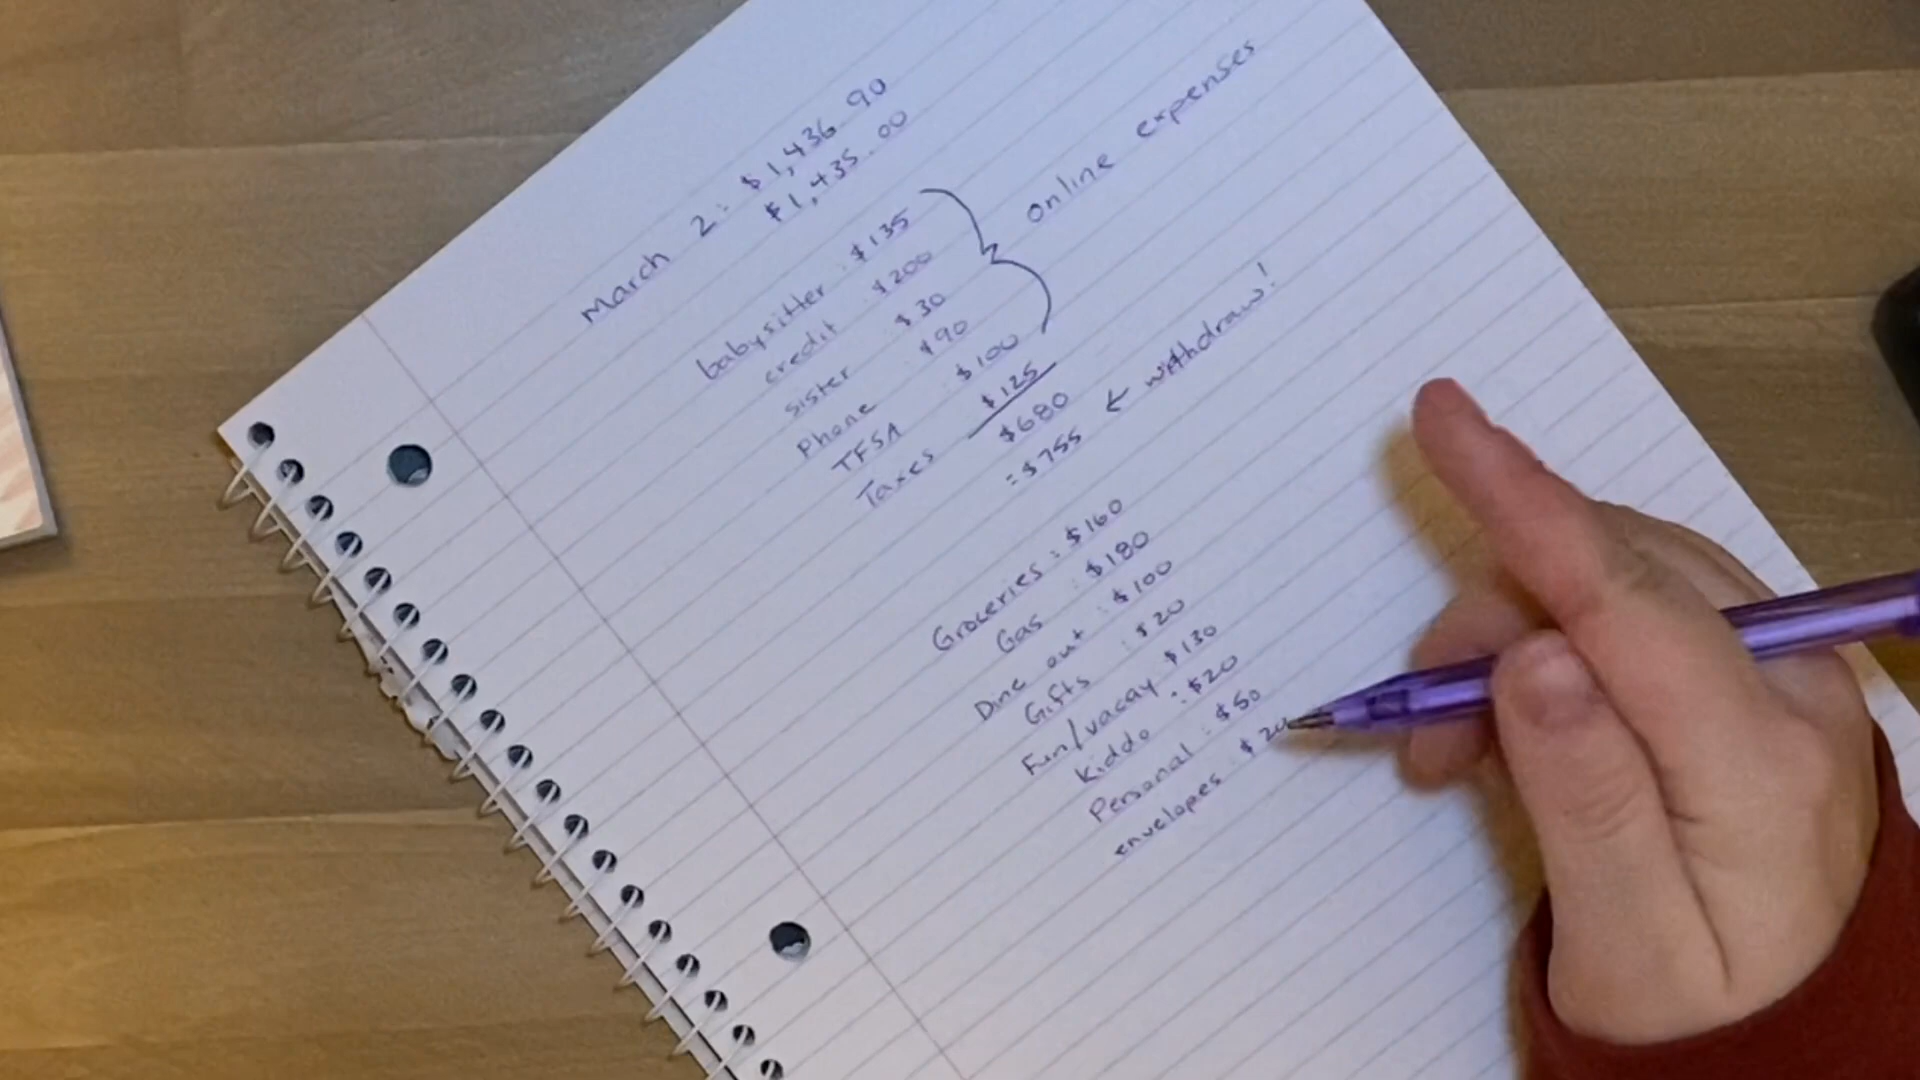 March 2: $1,436.90
$1,435.00
babysitter: $135
credit : $200
sister : $30
Phone $90
TFSA : $100
Taxes $125
online expenses
$680
= $755 ← withdraw!
Groceries: $160
Gas : $180
Dine out : $100
Gifts : $20
Fun/vacay $130
Kiddo : $20
Personal : $50
envelopes : $20